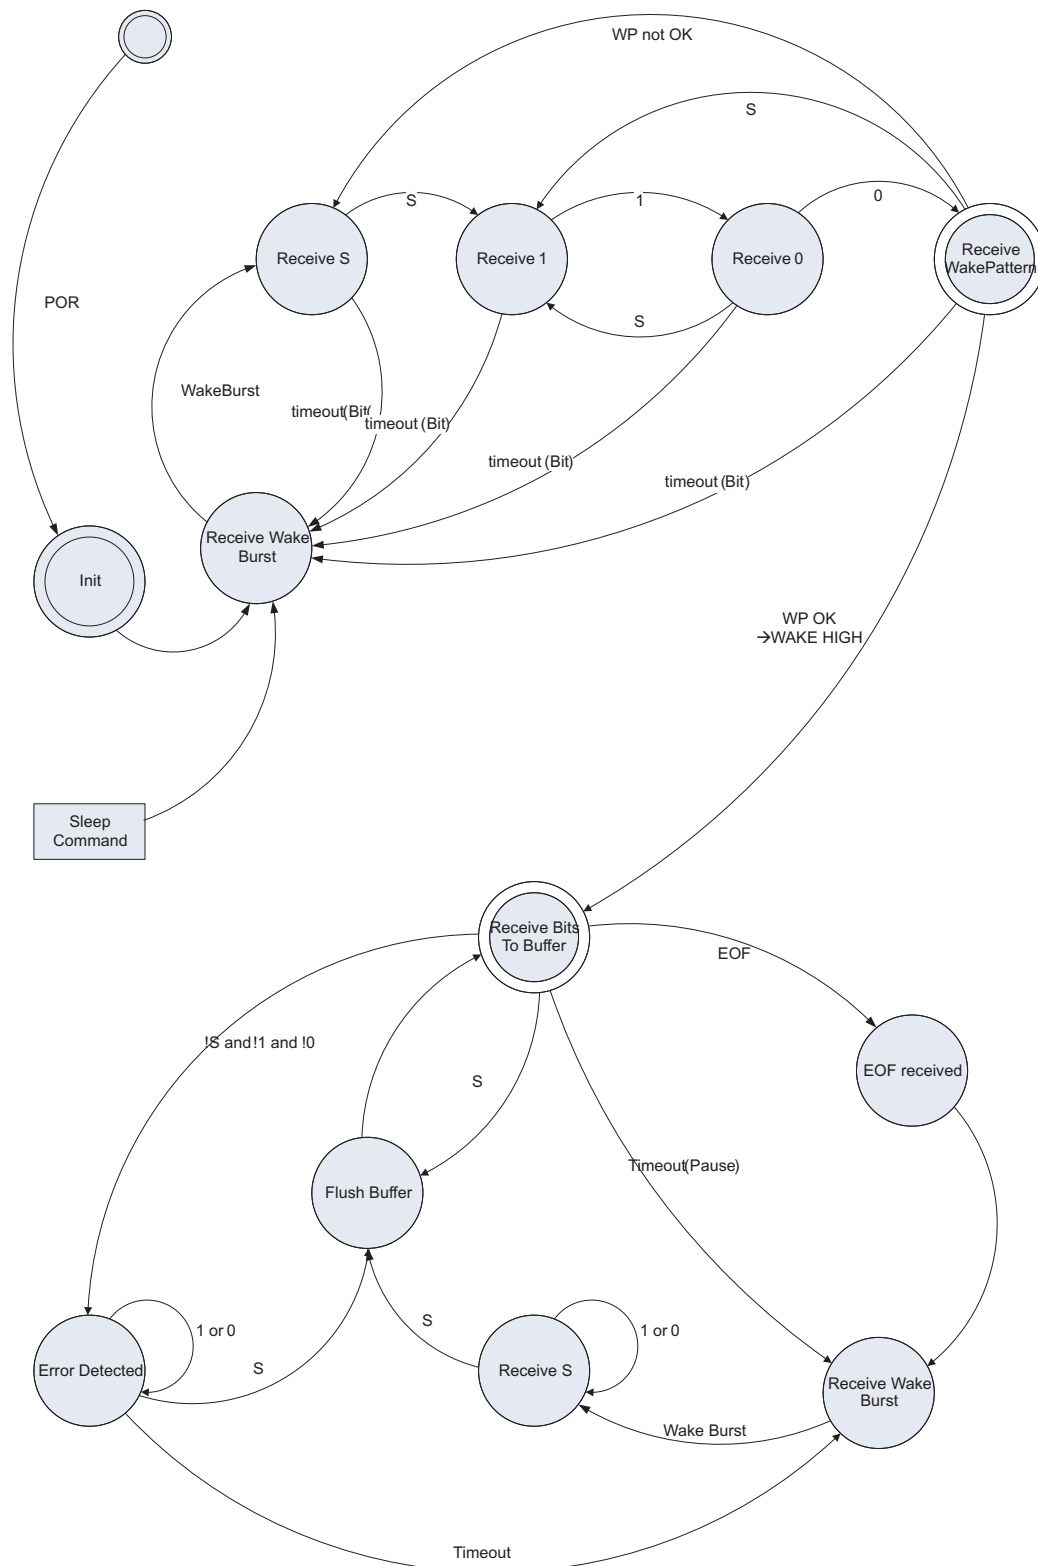 WP not OK
S
S
1
0
Receive S
Receive 1
Receive 0
Receive
WakePattern
POR
S
WakeBurst
timeout(Bit(
timeout (Bit)
timeout (Bit)
timeout (Bit)
Receive Wake
Burst
Init
WP OK
→WAKE HIGH
Sleep
Command
Receive Bits
To Buffer
EOF
!S and!1 and !0
EOF received
S
Timeout(Pause)
Flush Buffer
1 or 0
S
1 or 0
Error Detected
S
Receive S
Receive Wake
Burst
Wake Burst
Timeout